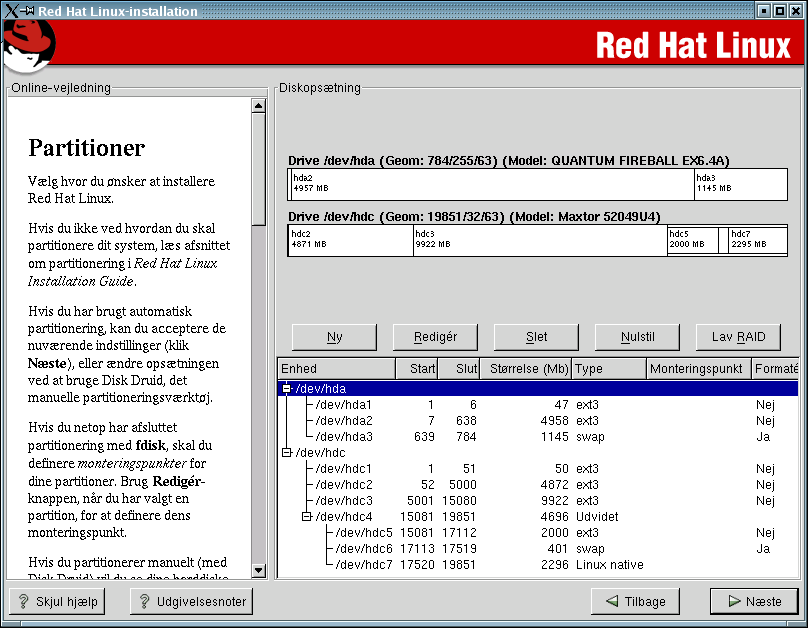 Red Hat Linux-installation
Red Hat Linux
Online-vejledning
Partitioner
Vælg hvor du ønsker at installere
Red Hat Linux.
Hvis du ikke ved hvordan du skal
partitionere dit system, læs afsnittet
om partitionering i Red Hat Linux
Installation Guide.
Hvis du har brugt automatisk
partitionering, kan du acceptere de
nuværende indstillinger (klik
Næste), eller ændre opsætningen
ved at bruge Disk Druid, det
manuelle partitioneringsværktøj.
Hvis du netop har afsluttet
partitionering med fdisk, skal du
definere monteringspunkter for
dine partitioner. Brug Redigér-
knappen, når du har valgt en
partition, for at definere dens
monteringspunkt.
Hvis du partitionerer manuelt (med
Disk Druid) vil du se dine harddiske
Diskopsætning
Drive /dev/hda (Geom: 784/255/63) (Model: QUANTUM FIREBALL EX6.4A)
hda2 hda3
4957 MB 1145 MB
Drive /dev/hdc (Geom: 19851/32/63) (Model: Maxtor 52049U4)
hdc2 hdc3 hdc5 hdc7
4871 MB 9922 MB 2000 MB 2295 MB
Ny Redigér Slet Nulstil Lav RAID
Enhed Start Slut Størrelse (Mb) Type Monteringspunkt Formaté
/dev/hda
/dev/hda1 1 6 47 ext3 Nej
/dev/hda2 7 638 4958 ext3 Nej
/dev/hda3 639 784 1145 swap Ja
/dev/hdc
/dev/hdc1 1 51 50 ext3 Nej
/dev/hdc2 52 5000 4872 ext3 Nej
/dev/hdc3 5001 15080 9922 ext3 Nej
/dev/hdc4 15081 19851 4696 Udvidet
/dev/hdc5 15081 17112 2000 ext3 Nej
/dev/hdc6 17113 17519 401 swap Ja
/dev/hdc7 17520 19851 2296 Linux native
Skjul hjælp Udgivelsesnoter Tilbage Næste